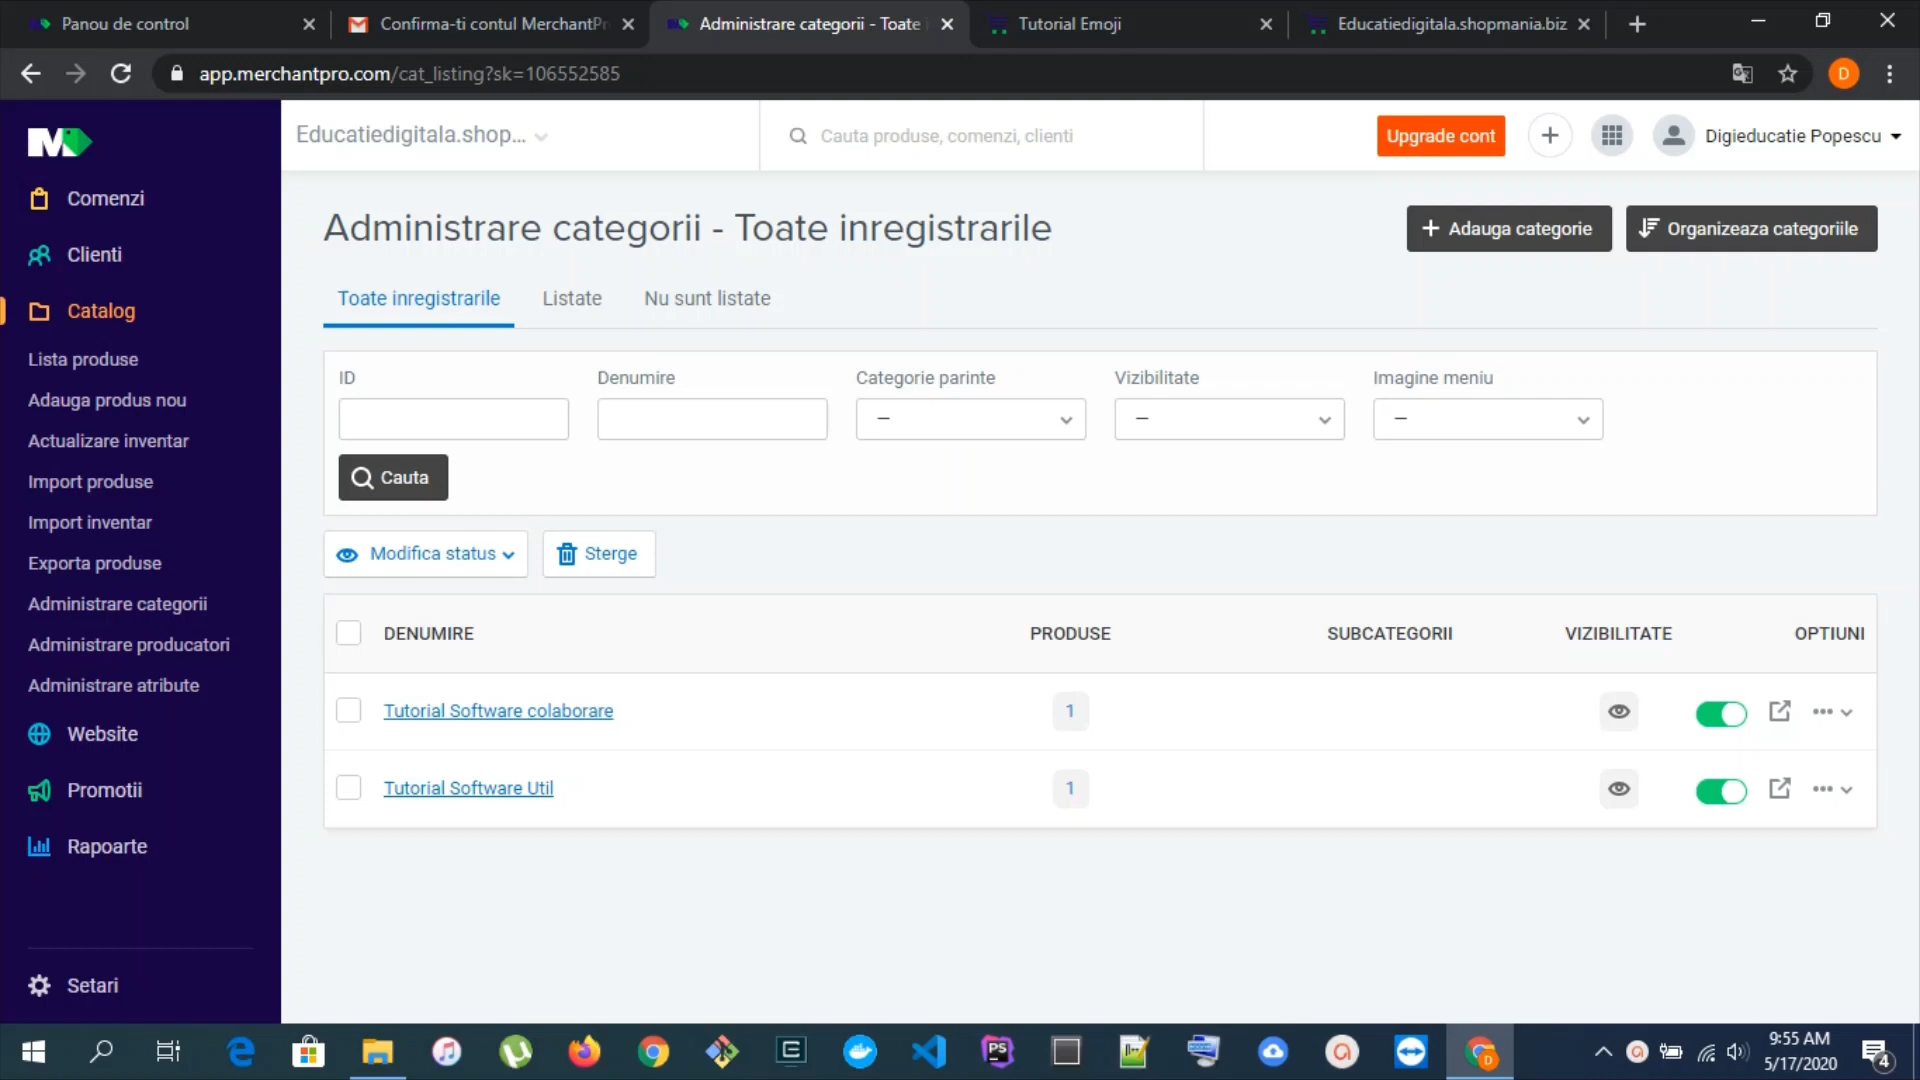 Panou de control
Confirma-ti contul MerchantPr
Administrare categorii - Toate i
Tutorial Emoji
Educatiedigitala.shopmania.biz
app.merchantpro.com/cat_listing?sk=106552585
D
M
Educatiedigitala.shop...
Cauta produse, comenzi, clienti
Upgrade cont
Digieducatie Popescu
Comenzi
Clienti
Catalog
Lista produse
Adauga produs nou
Actualizare inventar
Import produse
Import inventar
Exporta produse
Administrare categorii
Administrare producatori
Administrare atribute
Website
Promotii
Rapoarte
Setari
Administrare categorii - Toate inregistrarile
Adauga categorie
Organizeaza categoriile
Toate inregistrarile
Listate
Nu sunt listate
ID
Denumire
Categorie parinte
Vizibilitate
Imagine meniu
Cauta
Modifica status
Sterge
DENUMIRE
PRODUSE
SUBCATEGORII
VIZIBILITATE
OPTIUNI
Tutorial Software colaborare
1
Tutorial Software Util
1
PS
D
9:55 AM
5/17/2020
4